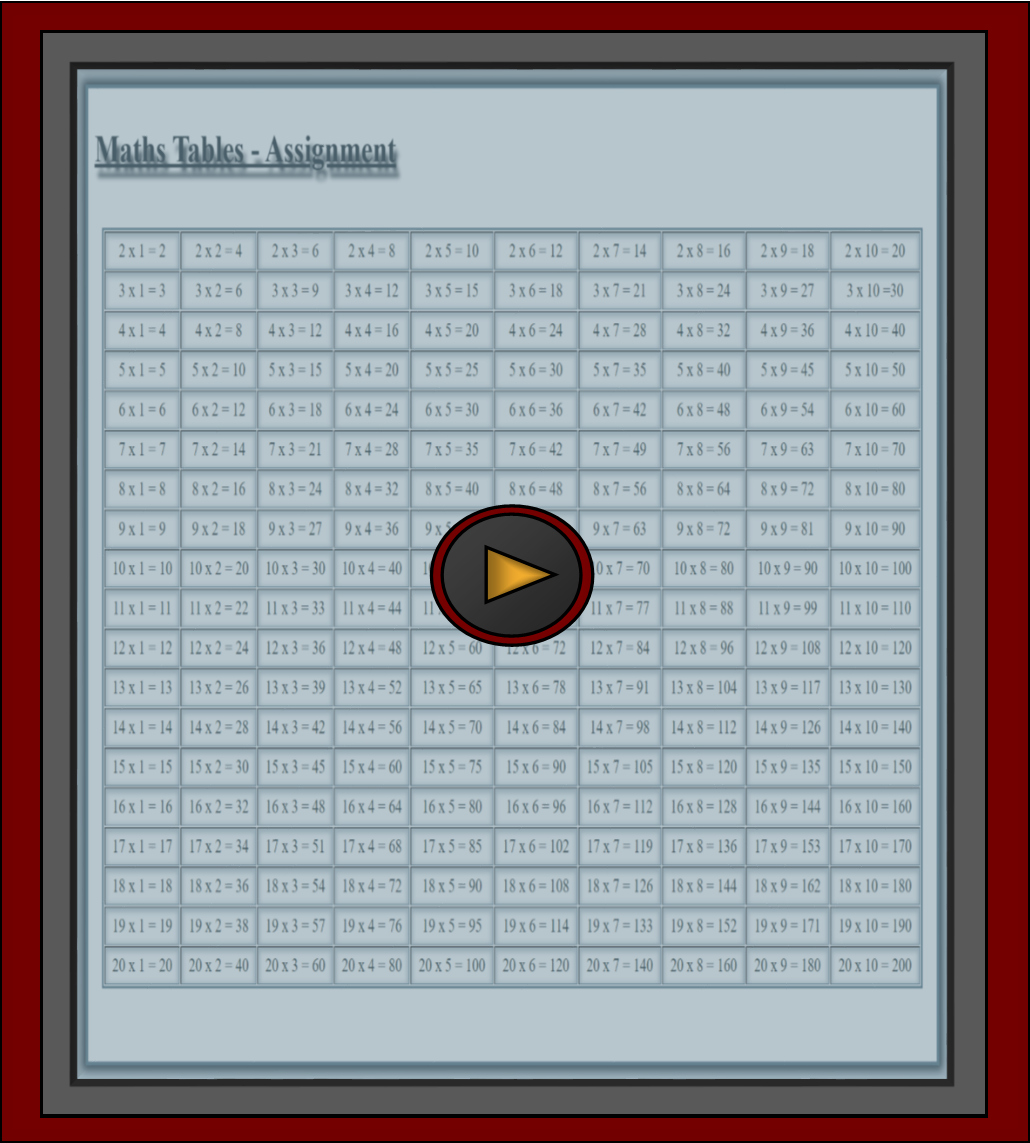 Maths Tables - Assignment
2 x 1 = 2 2 x 2 = 4 2 x 3 = 6 2 x 4 = 8 2 x 5 = 10 2 x 6 = 12 2 x 7 = 14 2 x 8 = 16 2 x 9 = 18 2 x 10 = 20
3 x 1 = 3 3 x 2 = 6 3 x 3 = 9 3 x 4 = 12 3 x 5 = 15 3 x 6 = 18 3 x 7 = 21 3 x 8 = 24 3 x 9 = 27 3 x 10 =30
4 x 1 = 4 4 x 2 = 8 4 x 3 = 12 4 x 4 = 16 4 x 5 = 20 4 x 6 = 24 4 x 7 = 28 4 x 8 = 32 4 x 9 = 36 4 x 10 = 40
5 x 1 = 5 5 x 2 = 10 5 x 3 = 15 5 x 4 = 20 5 x 5 = 25 5 x 6 = 30 5 x 7 = 35 5 x 8 = 40 5 x 9 = 45 5 x 10 = 50
6 x 1 = 6 6 x 2 = 12 6 x 3 = 18 6 x 4 = 24 6 x 5 = 30 6 x 6 = 36 6 x 7 = 42 6 x 8 = 48 6 x 9 = 54 6 x 10 = 60
7 x 1 = 7 7 x 2 = 14 7 x 3 = 21 7 x 4 = 28 7 x 5 = 35 7 x 6 = 42 7 x 7 = 49 7 x 8 = 56 7 x 9 = 63 7 x 10 = 70
8 x 1 = 8 8 x 2 = 16 8 x 3 = 24 8 x 4 = 32 8 x 5 = 40 8 x 6 = 48 8 x 7 = 56 8 x 8 = 64 8 x 9 = 72 8 x 10 = 80
9 x 1 = 9 9 x 2 = 18 9 x 3 = 27 9 x 4 = 36 9 x 9 x 7 = 63 9 x 8 = 72 9 x 9 = 81 9 x 10 = 90
10 x 1 = 10 10 x 2 = 20 10 x 3 = 30 10 x 4 = 40 0 x 7 = 70 10 x 8 = 80 10 x 9 = 90 10 x 10 = 100
11 x 1 = 11 11 x 2 = 22 11 x 3 = 33 11 x 4 = 44 11 11 x 7 = 77 11 x 8 = 88 11 x 9 = 99 11 x 10 = 110
12 x 1 = 12 12 x 2 = 24 12 x 3 = 36 12 x 4 = 48 12 x 5 = 60 12 x 6 = 72 12 x 7 = 84 12 x 8 = 96 12 x 9 = 108 12 x 10 = 120
13 x 1 = 13 13 x 2 = 26 13 x 3 = 39 13 x 4 = 52 13 x 5 = 65 13 x 6 = 78 13 x 7 = 91 13 x 8 = 104 13 x 9 = 117 13 x 10 = 130
14 x 1 = 14 14 x 2 = 28 14 x 3 = 42 14 x 4 = 56 14 x 5 = 70 14 x 6 = 84 14 x 7 = 98 14 x 8 = 112 14 x 9 = 126 14 x 10 = 140
15 x 1 = 15 15 x 2 = 30 15 x 3 = 45 15 x 4 = 60 15 x 5 = 75 15 x 6 = 90 15 x 7 = 105 15 x 8 = 120 15 x 9 = 135 15 x 10 = 150
16 x 1 = 16 16 x 2 = 32 16 x 3 = 48 16 x 4 = 64 16 x 5 = 80 16 x 6 = 96 16 x 7 = 112 16 x 8 = 128 16 x 9 = 144 16 x 10 = 160
17 x 1 = 17 17 x 2 = 34 17 x 3 = 51 17 x 4 = 68 17 x 5 = 85 17 x 6 = 102 17 x 7 = 119 17 x 8 = 136 17 x 9 = 153 17 x 10 = 170
18 x 1 = 18 18 x 2 = 36 18 x 3 = 54 18 x 4 = 72 18 x 5 = 90 18 x 6 = 108 18 x 7 = 126 18 x 8 = 144 18 x 9 = 162 18 x 10 = 180
19 x 1 = 19 19 x 2 = 38 19 x 3 = 57 19 x 4 = 76 19 x 5 = 95 19 x 6 = 114 19 x 7 = 133 19 x 8 = 152 19 x 9 = 171 19 x 10 = 190
20 x 1 = 20 20 x 2 = 40 20 x 3 = 60 20 x 4 = 80 20 x 5 = 100 20 x 6 = 120 20 x 7 = 140 20 x 8 = 160 20 x 9 = 180 20 x 10 = 200